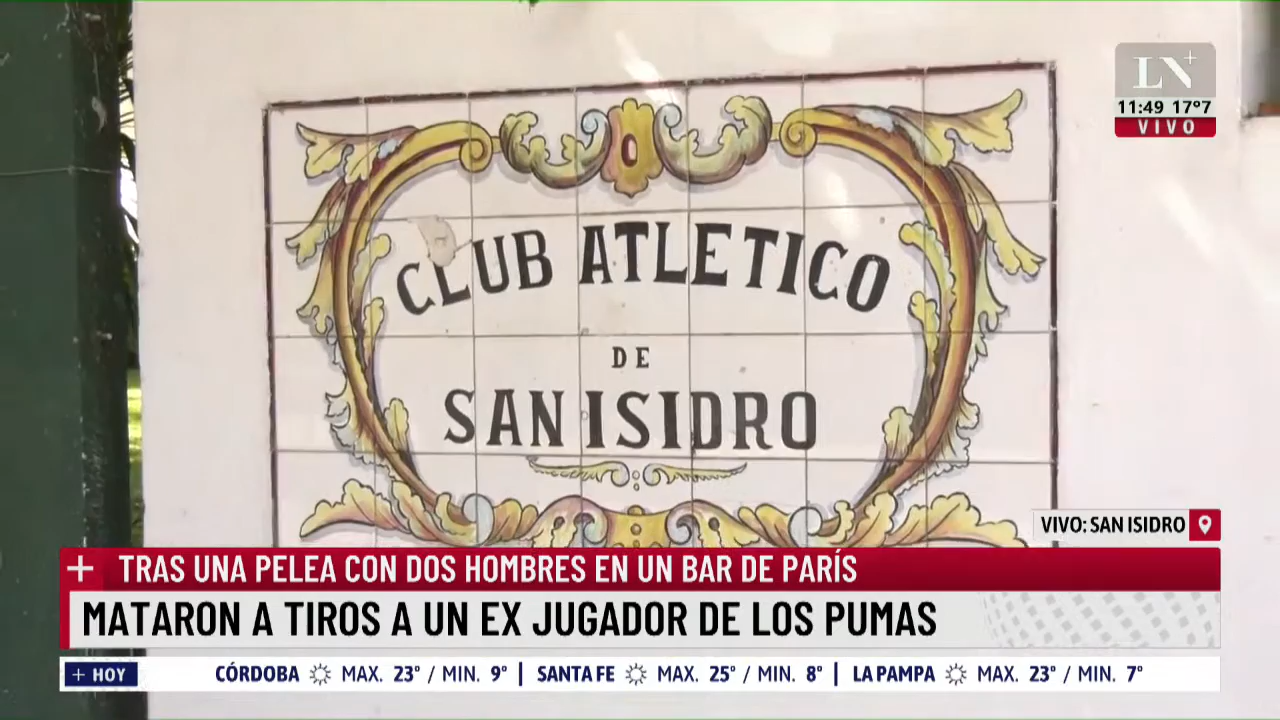 LN+
11:49 17°7
VIVO
CLUB ATLETICO
DE
SAN ISIDRO
VIVO: SAN ISIDRO
+ TRAS UNA PELEA CON DOS HOMBRES EN UN BAR DE PARÍS
MATARON A TIROS A UN EX JUGADOR DE LOS PUMAS
+ HOY CÓRDOBA MAX. 23° / MIN. 9° | SANTA FE MAX. 25° / MIN. 8° | LA PAMPA MAX. 23° / MIN. 7°